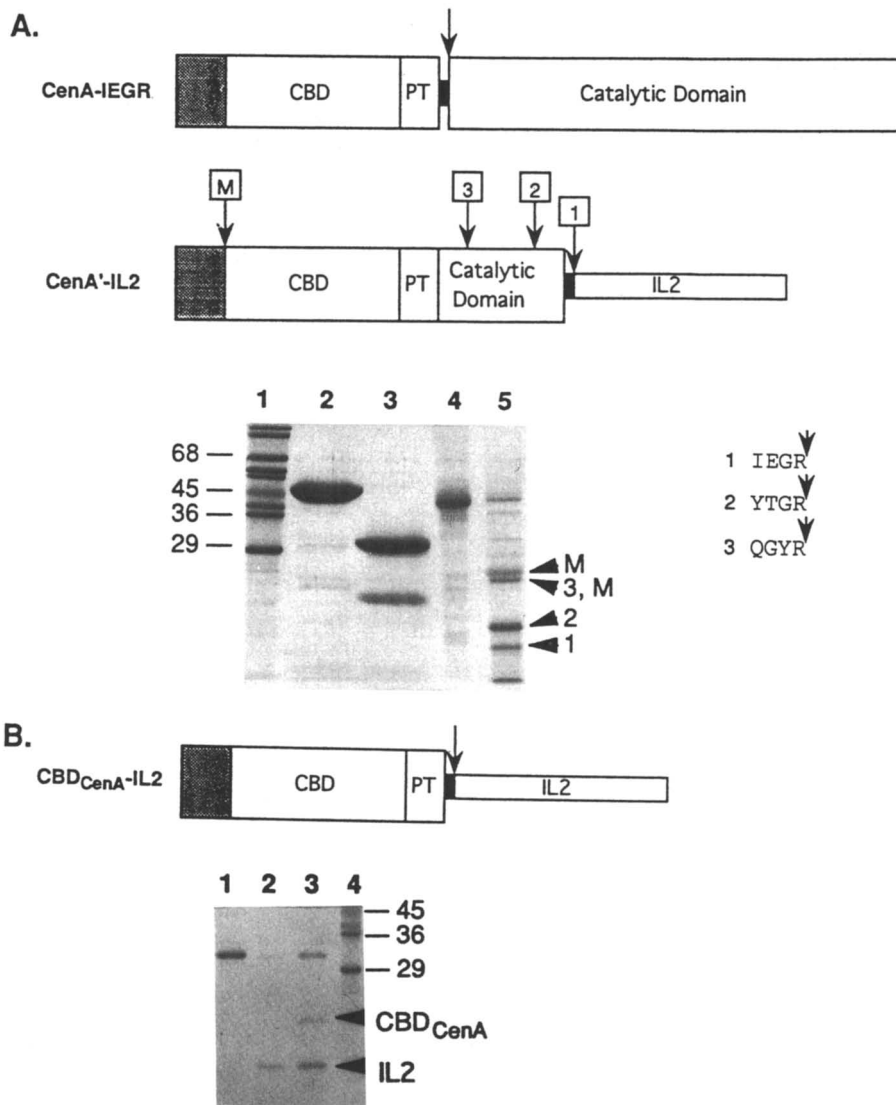 A.
CenA-IEGR
CBD
PT
Catalytic Domain
M
3
2
1
CenA'-IL2
CBD
PT
Catalytic
Domain
IL2
1 2 3 4 5
68
45
36
29
M
3, M
2
1
1 IEGR
2 YTGR
3 QGYR
B.
CBDCenA-IL2
CBD
PT
IL2
1 2 3 4
45
36
29
CBDCenA
IL2